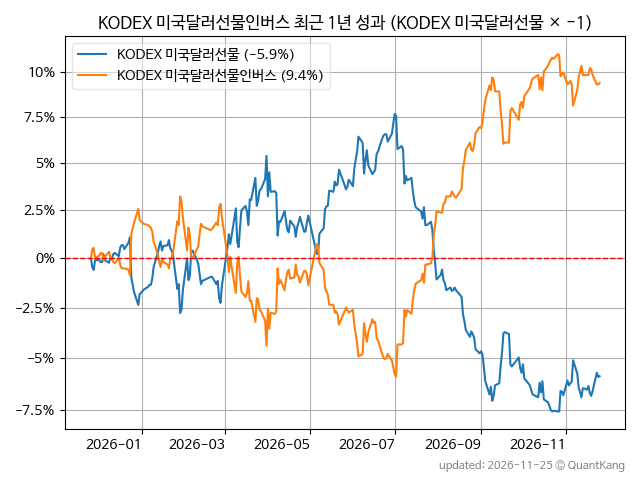 KODEX 미국달러선물인버스 최근 1년 성과 (KODEX 미국달러선물 × −1)
KODEX 미국달러선물 (−5.9%)
KODEX 미국달러선물인버스 (9.4%)
10%
7.5%
5%
2.5%
0%
−2.5%
−5%
−7.5%
2026-01 2026-03 2026-05 2026-07 2026-09 2026-11
updated: 2026-11-25 © QuantKang